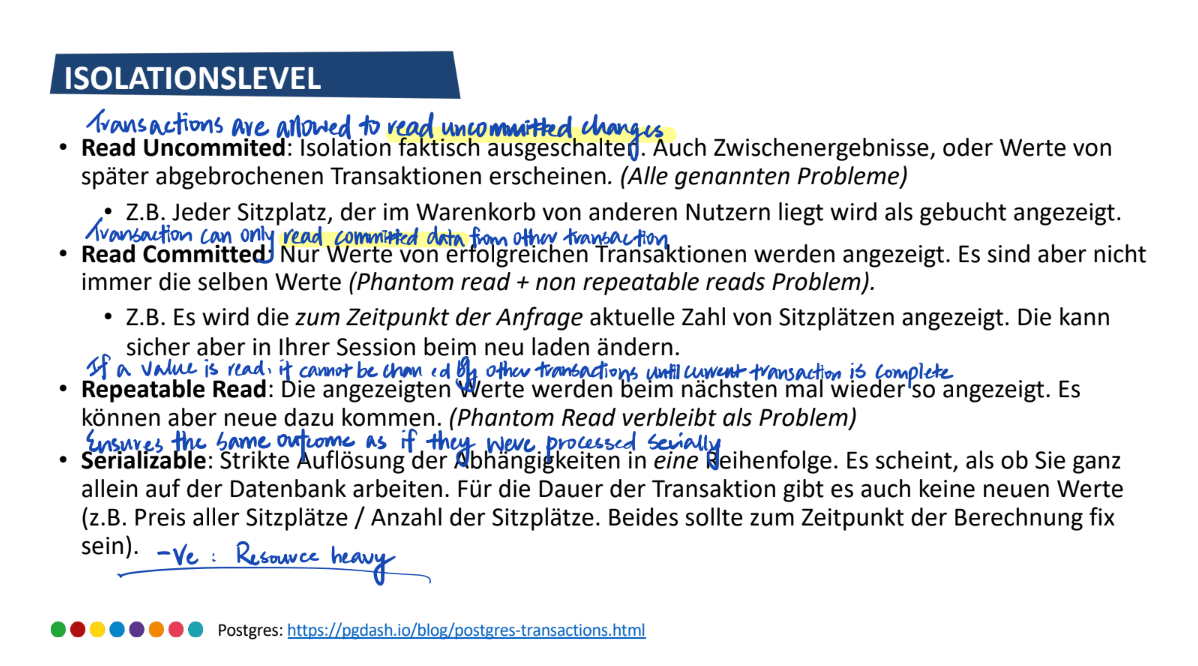 ISOLATIONSLEVEL
Transactions are allowed to read uncommitted changes
• Read Uncommited: Isolation faktisch ausgeschalten. Auch Zwischenergebnisse, oder Werte von
später abgebrochenen Transaktionen erscheinen. (Alle genannten Probleme)
• Z.B. Jeder Sitzplatz, der im Warenkorb von anderen Nutzern liegt wird als gebucht angezeigt.
Transaction can only read committed data from other transaction
• Read Committed: Nur Werte von erfolgreichen Transaktionen werden angezeigt. Es sind aber nicht
immer die selben Werte (Phantom read + non repeatable reads Problem).
• Z.B. Es wird die zum Zeitpunkt der Anfrage aktuelle Zahl von Sitzplätzen angezeigt. Die kann
sicher aber in Ihrer Session beim neu laden ändern.
If a value is read, it cannot be chan ed by other transactions until current transaction is complete
• Repeatable Read: Die angezeigten Werte werden beim nächsten mal wieder so angezeigt. Es
können aber neue dazu kommen. (Phantom Read verbleibt als Problem)
Ensures the same outcome as if they were processed serially
• Serializable: Strikte Auflösung der Abhängigkeiten in eine Reihenfolge. Es scheint, als ob Sie ganz
allein auf der Datenbank arbeiten. Für die Dauer der Transaktion gibt es auch keine neuen Werte
(z.B. Preis aller Sitzplätze / Anzahl der Sitzplätze. Beides sollte zum Zeitpunkt der Berechnung fix
sein).
-Ve : Resource heavy
Postgres: https://pgdash.io/blog/postgres-transactions.html